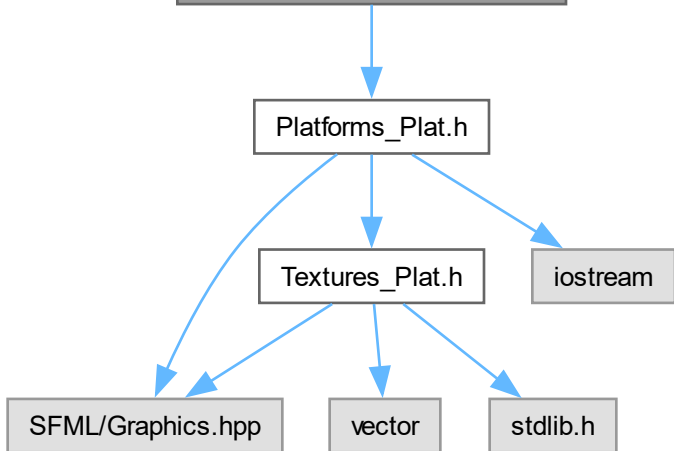 Platforms_Plat.h
Textures_Plat.h
iostream
SFML/Graphics.hpp
vector
stdlib.h